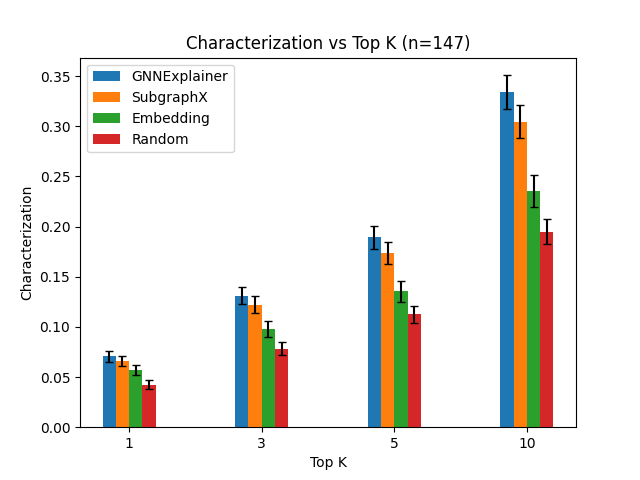 Characterization vs Top K (n=147)
GNNExplainer
SubgraphX
Embedding
Random
Characterization
0.35
0.30
0.25
0.20
0.15
0.10
0.05
0.00
1 3 5 10
Top K